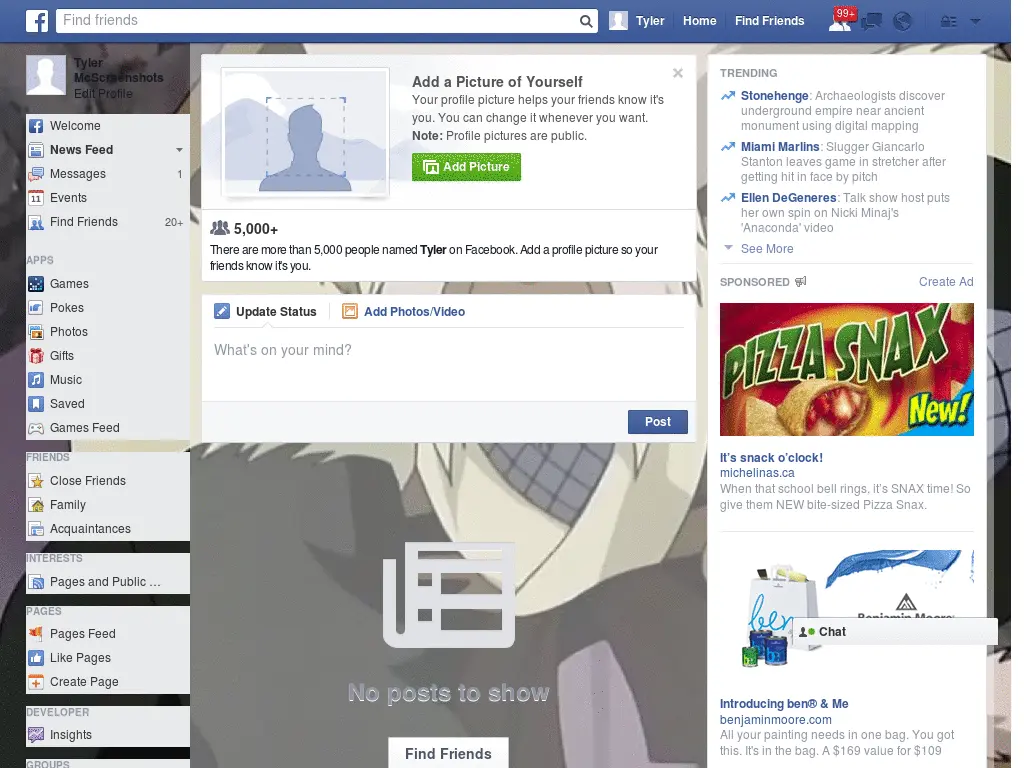 Find friends
Tyler
Home
Find Friends
99+
Tyler
McScreenshots
Edit Profile
Welcome
News Feed
Messages 1
11 Events
Find Friends 20+
APPS
Games
Pokes
Photos
Gifts
Music
Saved
Games Feed
FRIENDS
Close Friends
Family
Acquaintances
INTERESTS
Pages and Public ...
PAGES
Pages Feed
Like Pages
Create Page
DEVELOPER
Insights
GROUPS
Add a Picture of Yourself
Your profile picture helps your friends know it's
you. You can change it whenever you want.
Note: Profile pictures are public.
Add Picture
5,000+
There are more than 5,000 people named Tyler on Facebook. Add a profile picture so your
friends know it's you.
Update Status
Add Photos/Video
What's on your mind?
Post
No posts to show
Find Friends
TRENDING
Stonehenge: Archaeologists discover
underground empire near ancient
monument using digital mapping
Miami Marlins: Slugger Giancarlo
Stanton leaves game in stretcher after
getting hit in face by pitch
Ellen DeGeneres: Talk show host puts
her own spin on Nicki Minaj's
'Anaconda' video
See More
SPONSORED
Create Ad
PIZZA SNAX
New!
It's snack o'clock!
michelinas.ca
When that school bell rings, it's SNAX time! So
give them NEW bite-sized Pizza Snax.
ben
Benjamin Moore
Chat
Introducing ben® & Me
benjaminmoore.com
All your painting needs in one bag. You got
this. It's in the bag. A $169 value for $109